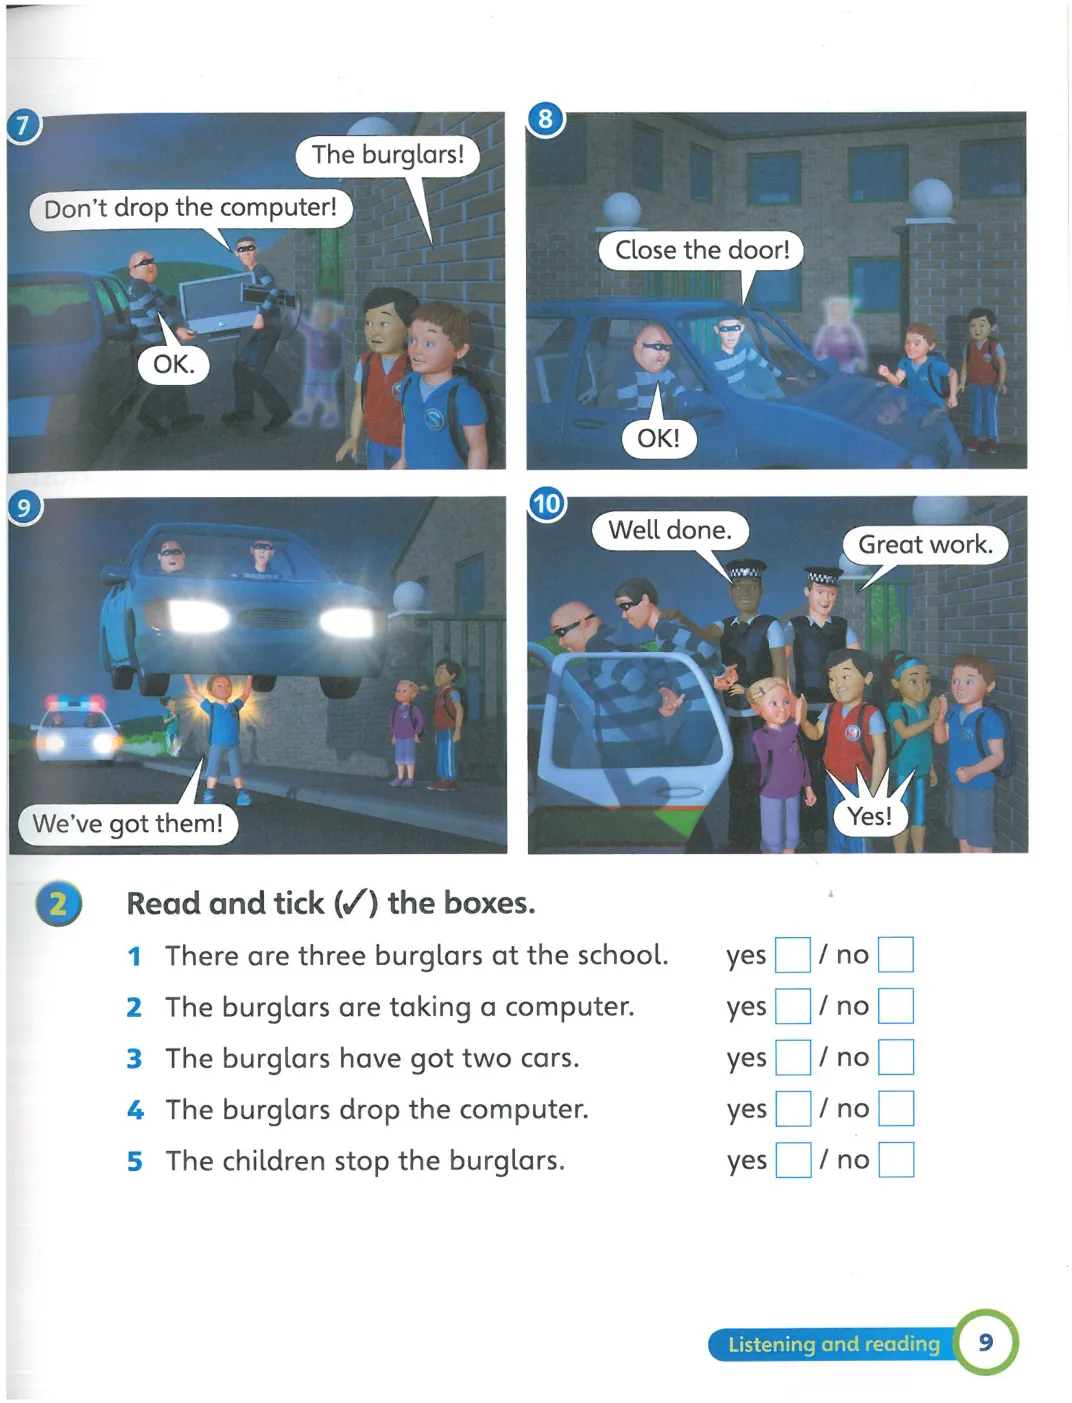 7
The burglars!
Don't drop the computer!
OK.
8
Close the door!
OK!
9
We've got them!
10
Well done.
Great work.
Yes!
2 Read and tick (✓) the boxes.
1 There are three burglars at the school. yes / no
2 The burglars are taking a computer. yes / no
3 The burglars have got two cars. yes / no
4 The burglars drop the computer. yes / no
5 The children stop the burglars. yes / no
Listening and reading 9